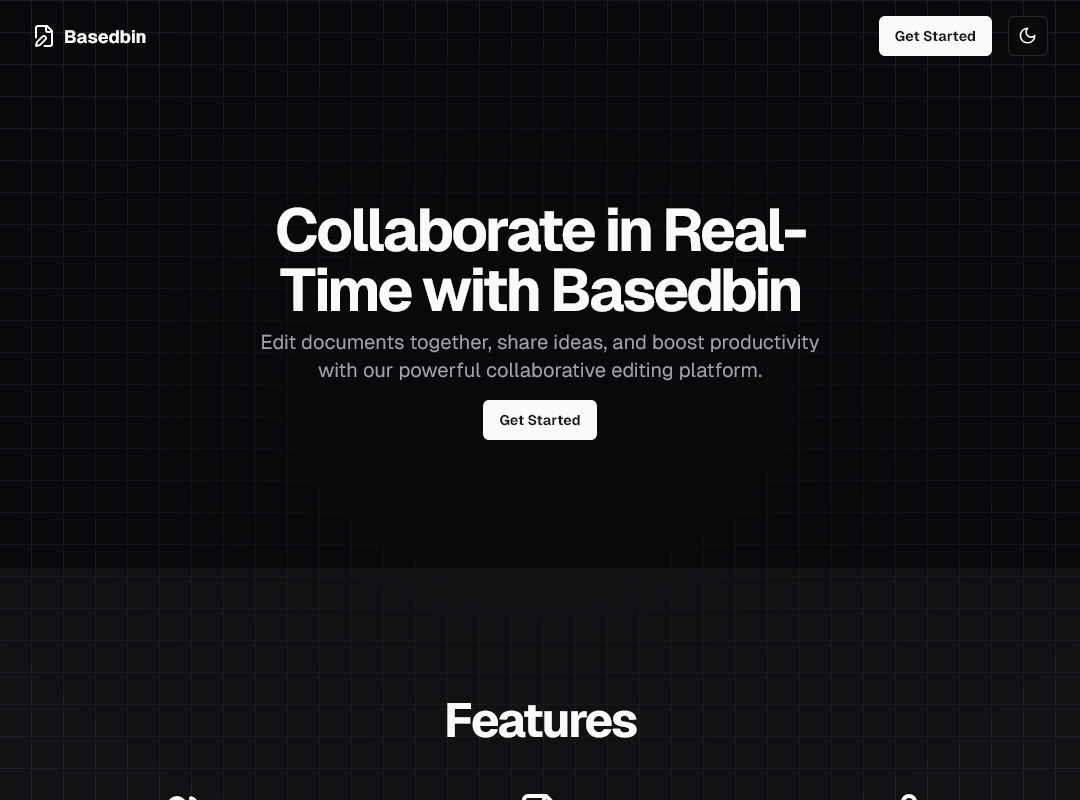 Basedbin
Get Started
Collaborate in Real-
Time with Basedbin
Edit documents together, share ideas, and boost productivity
with our powerful collaborative editing platform.
Get Started
Features